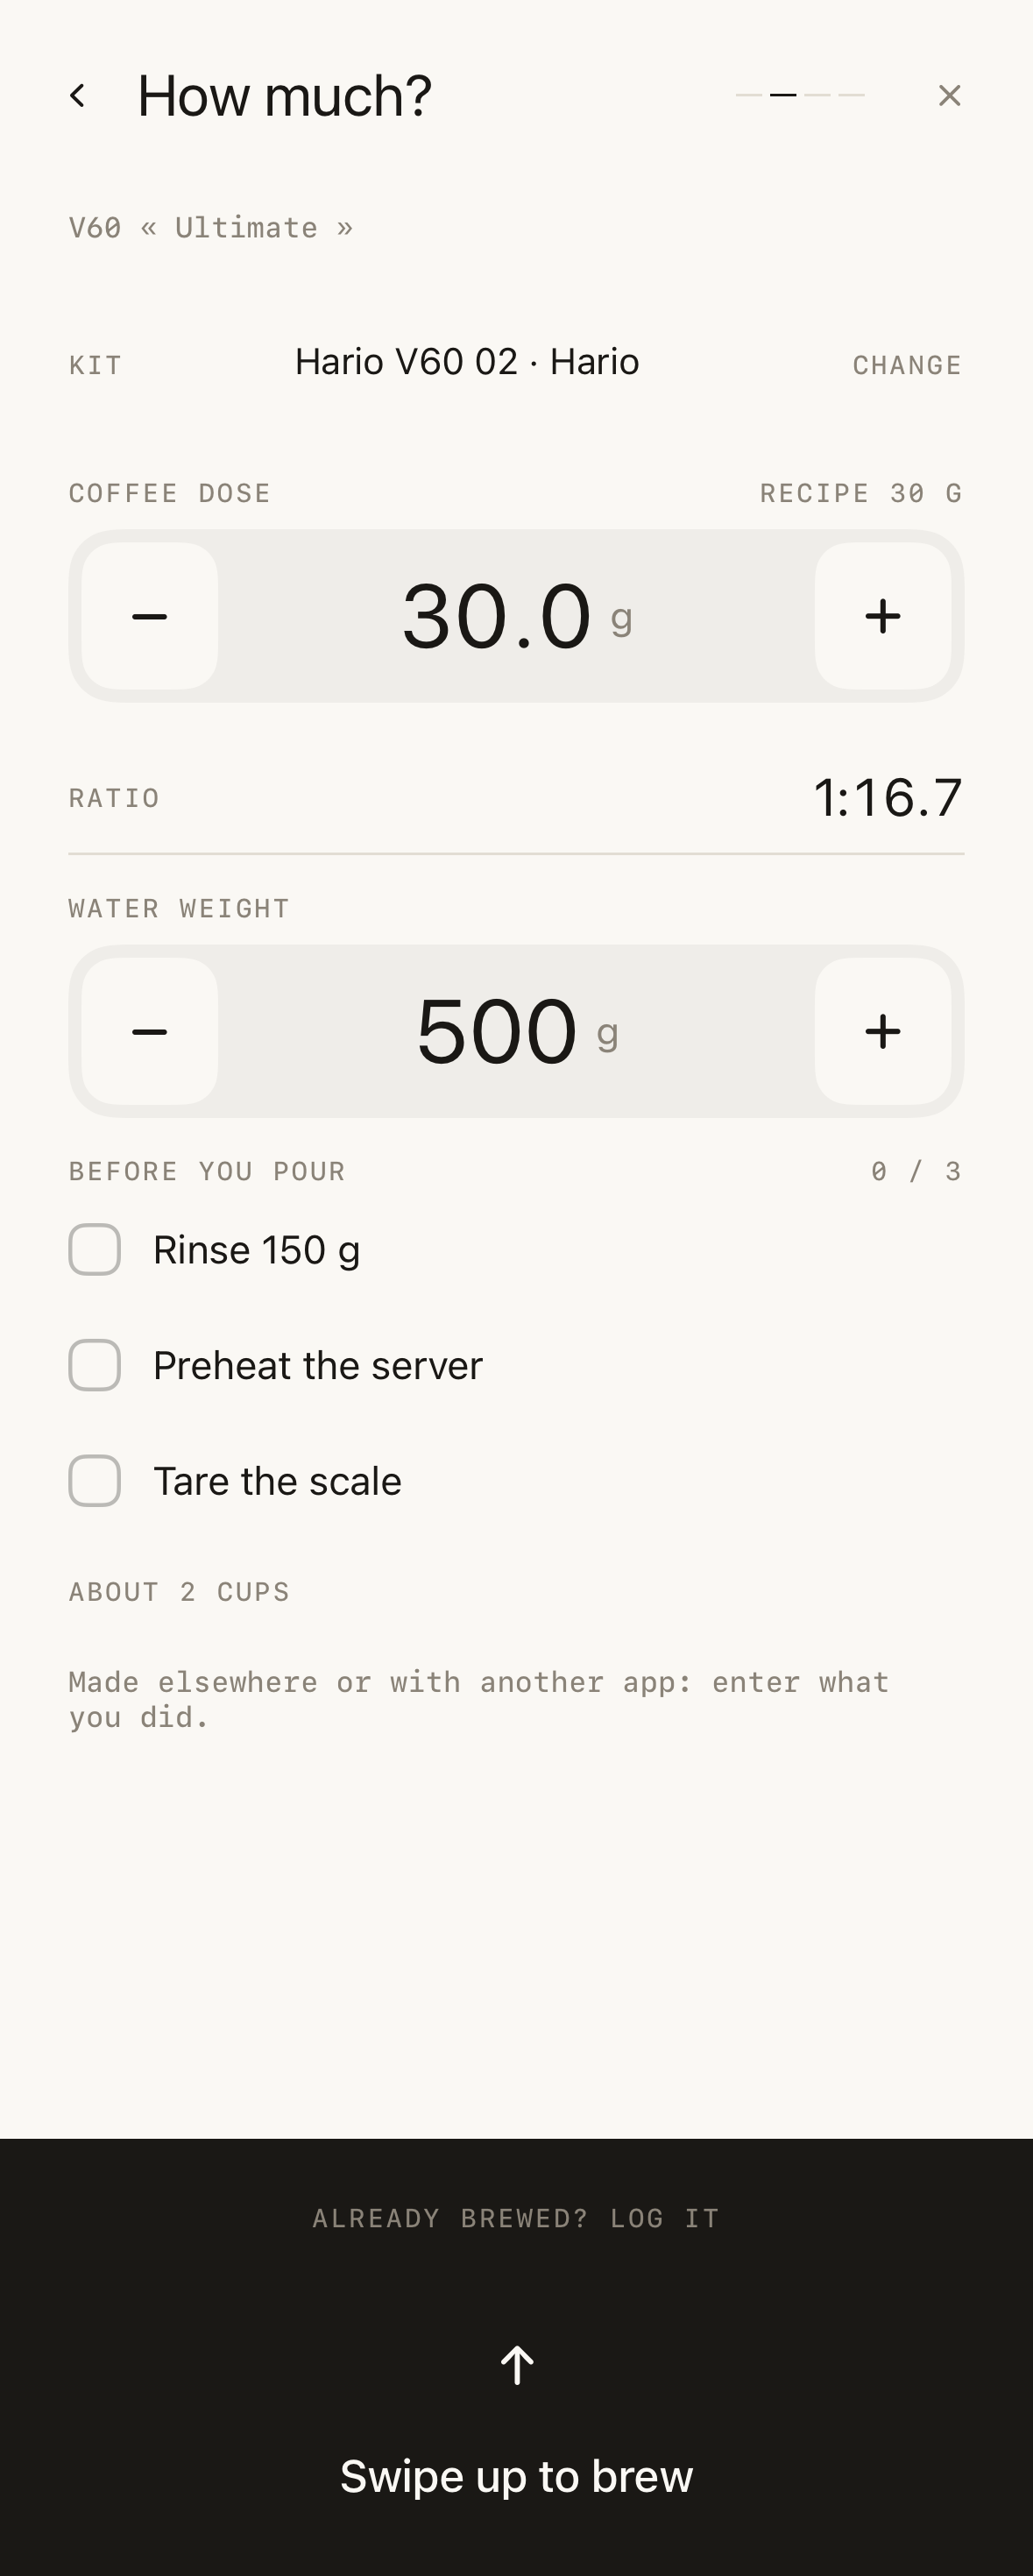 How much?
V60 « Ultimate »
KIT Hario V60 02 · Hario CHANGE
COFFEE DOSE RECIPE 30 G
− 30.0 g +
RATIO 1:16.7
WATER WEIGHT
− 500 g +
BEFORE YOU POUR 0 / 3
Rinse 150 g
Preheat the server
Tare the scale
ABOUT 2 CUPS
Made elsewhere or with another app: enter what
you did.
ALREADY BREWED? LOG IT
Swipe up to brew